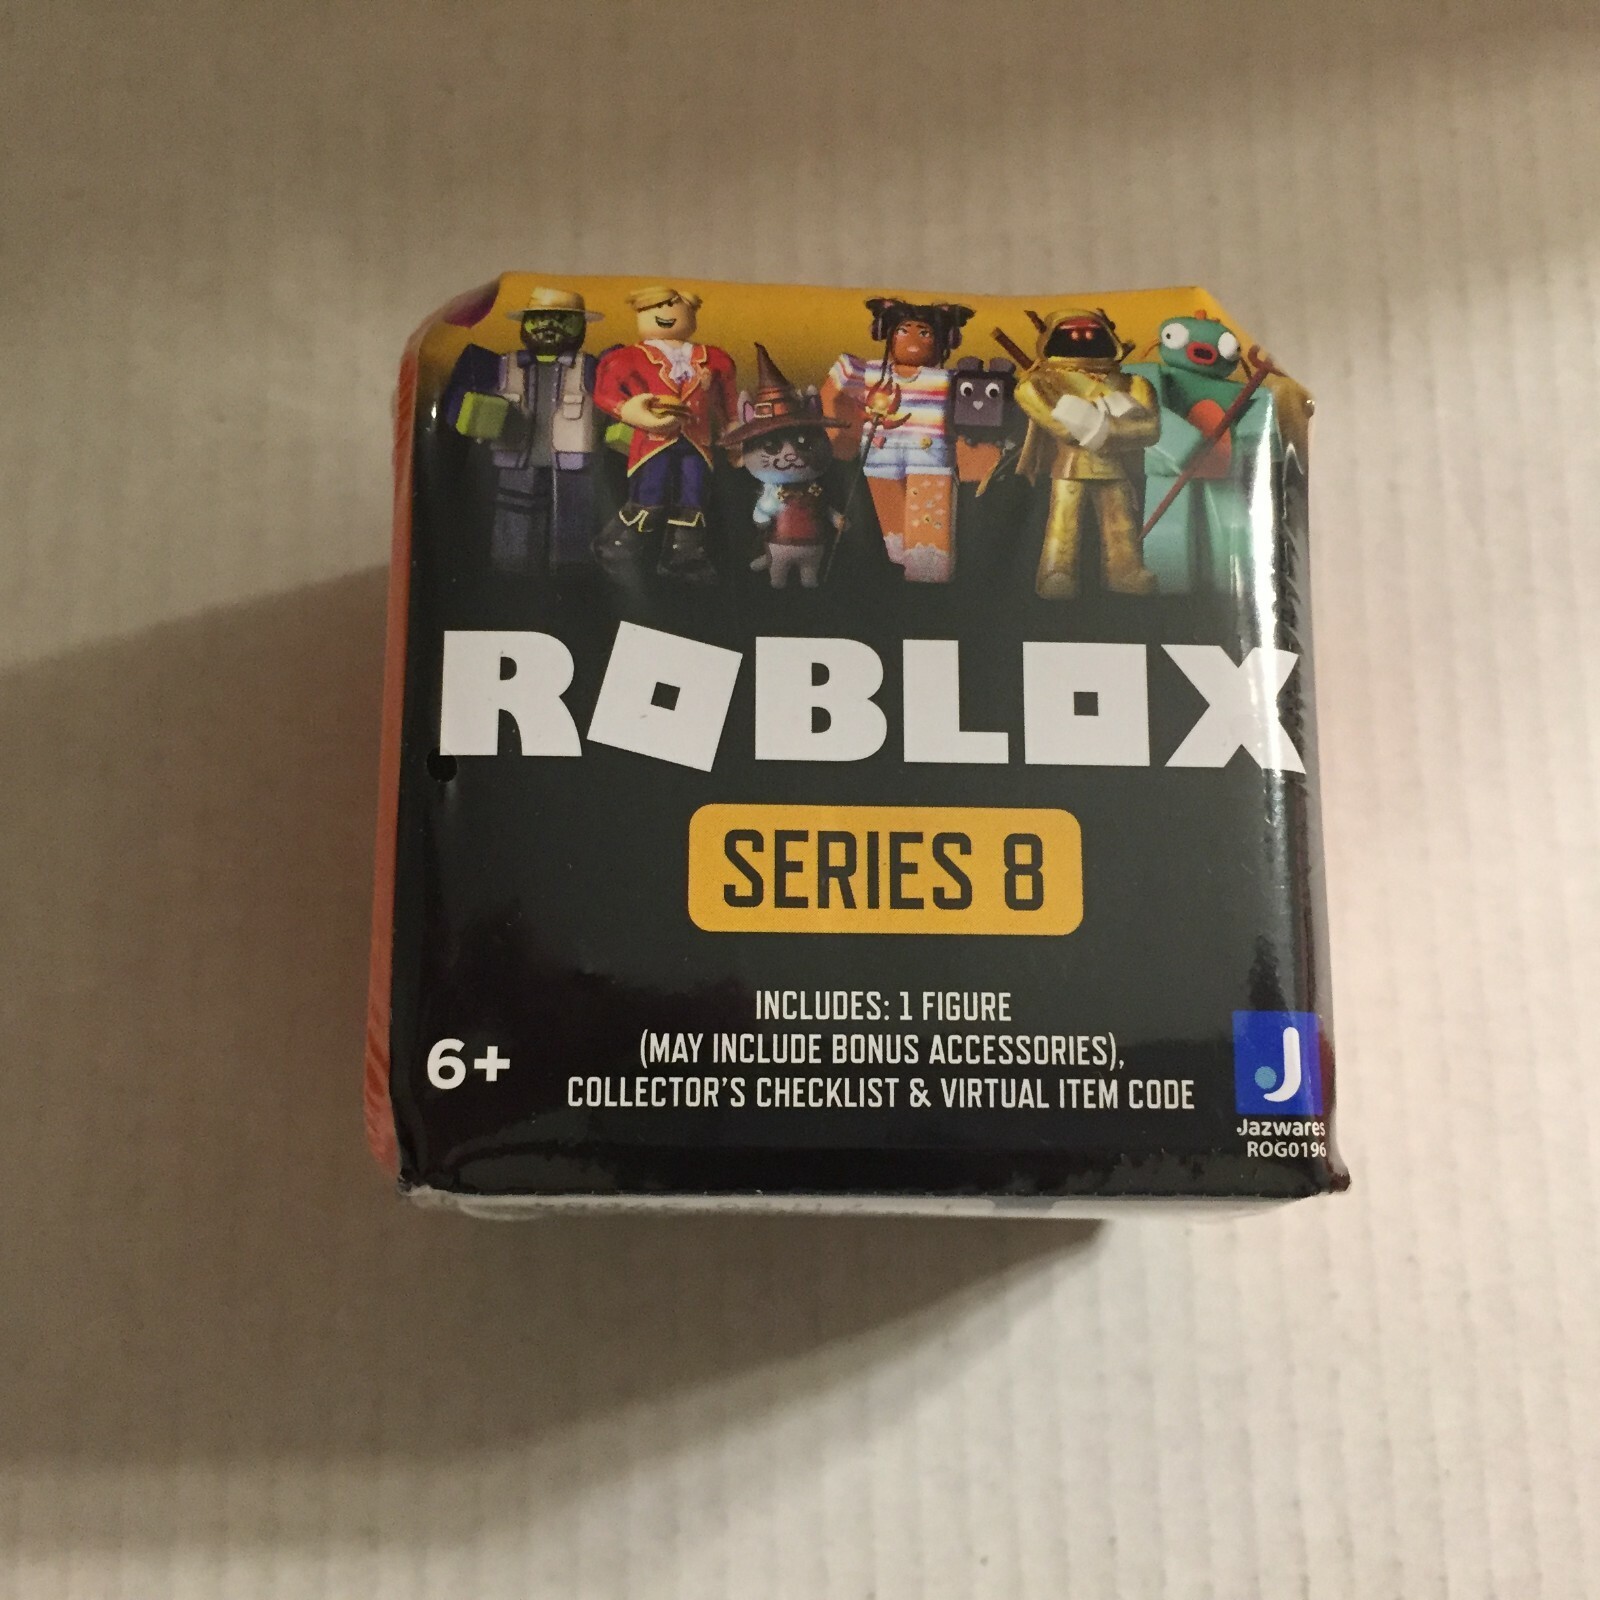 ROBLOX
SERIES 8
INCLUDES: 1 FIGURE
(MAY INCLUDE BONUS ACCESSORIES),
COLLECTOR'S CHECKLIST & VIRTUAL ITEM CODE
6+
J
Jazwares
ROG0196